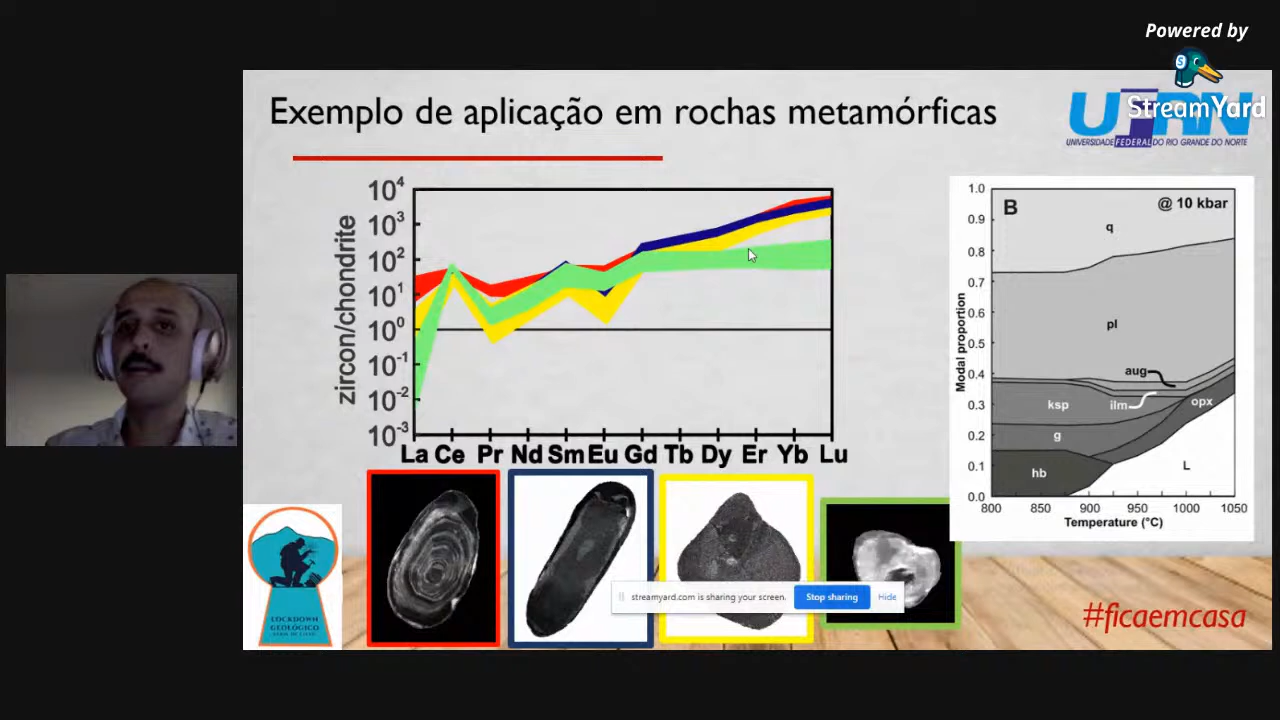 Powered by
StreamYard
Exemplo de aplicação em rochas metamórficas
UFRN
UNIVERSIDADE FEDERAL DO RIO GRANDE DO NORTE
zircon/chondrite
10⁴
10³
10²
10¹
10⁰
10⁻¹
10⁻²
10⁻³
La Ce Pr Nd Sm Eu Gd Tb Dy Er Yb Lu
B
@ 10 kbar
q
pl
aug
ksp
ilm
opx
g
hb
L
Modal proportion
1.0
0.9
0.8
0.7
0.6
0.5
0.4
0.3
0.2
0.1
0.0
800 850 900 950 1000 1050
Temperature (°C)
streamyard.com is sharing your screen.
Stop sharing
Hide
LOCKDOWN
GEOLÓGICO
#ficaemcasa